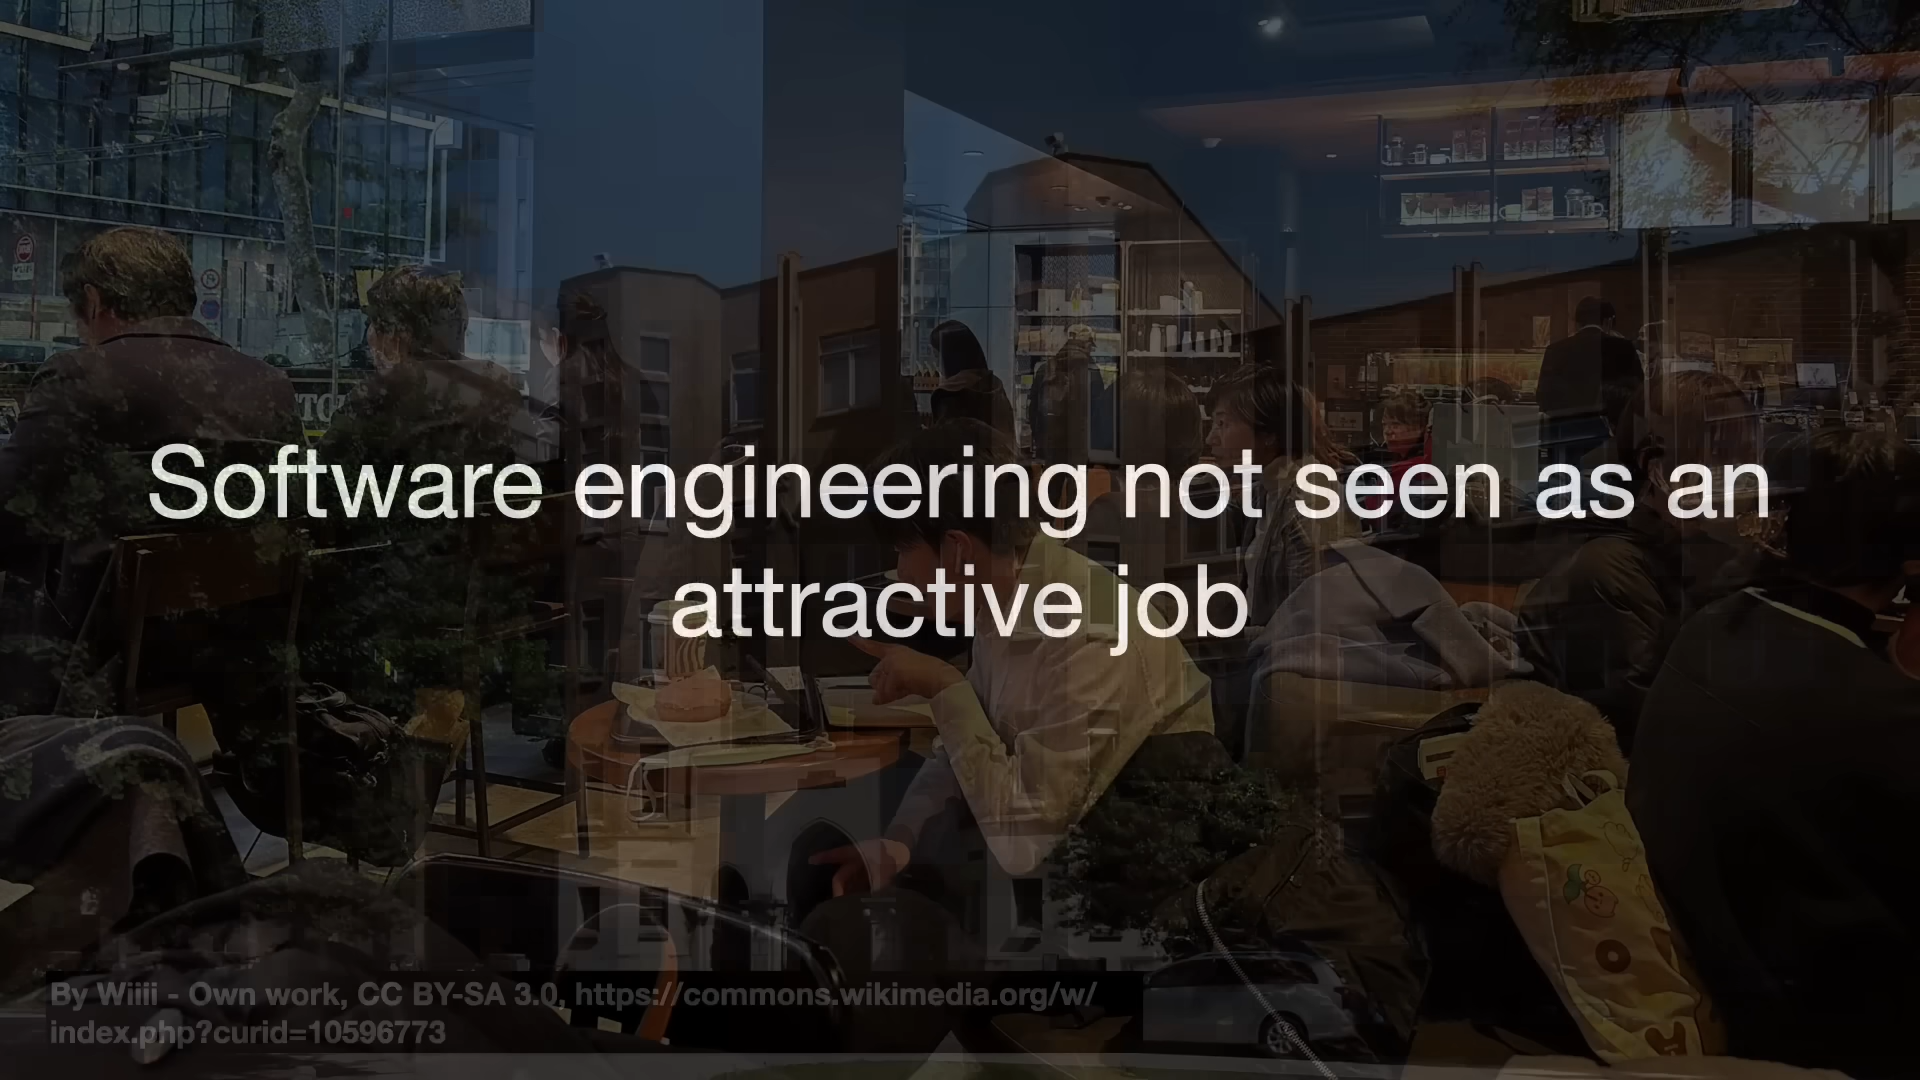 Software engineering not seen as an
attractive job
By Wiiii - Own work, CC BY-SA 3.0, https://commons.wikimedia.org/w/
index.php?curid=10596773